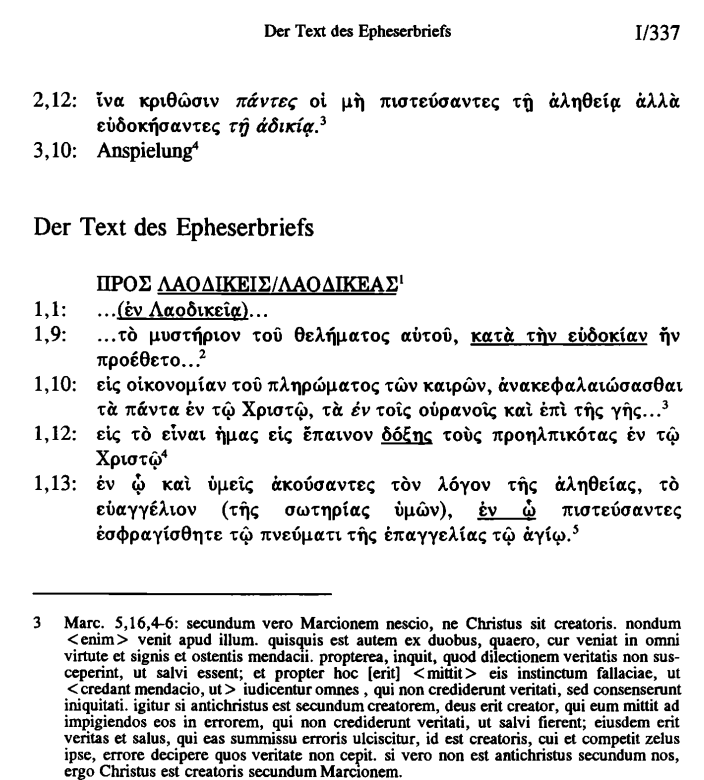 Der Text des Epheserbriefs I/337
2,12: ἵνα κριθῶσιν πάντες οἱ μὴ πιστεύσαντες τῇ ἀληθείᾳ ἀλλὰ
εὐδοκήσαντες τῇ ἀδικίᾳ.³
3,10: Anspielung⁴
Der Text des Epheserbriefs
ΠΡΟΣ ΛΑΟΔΙΚΕΙΣ/ΛΑΟΔΙΚΕΑΣ¹
1,1: ...(ἐν Λαοδικείᾳ)...
1,9: ...τὸ μυστήριον τοῦ θελήματος αὐτοῦ, κατὰ τὴν εὐδοκίαν ἣν
προέθετο...²
1,10: εἰς οἰκονομίαν τοῦ πληρώματος τῶν καιρῶν, ἀνακεφαλαιώσασθαι
τὰ πάντα ἐν τῷ Χριστῷ, τὰ ἐν τοῖς οὐρανοῖς καὶ ἐπὶ τῆς γῆς...³
1,12: εἰς τὸ εἶναι ἡμας εἰς ἔπαινον δόξης τοὺς προηλπικότας ἐν τῷ
Χριστῷ⁴
1,13: ἐν ᾧ καὶ ὑμεῖς ἀκούσαντες τὸν λόγον τῆς ἀληθείας, τὸ
εὐαγγέλιον (τῆς σωτηρίας ὑμῶν), ἐν ᾧ πιστεύσαντες
ἐσφραγίσθητε τῷ πνεύματι τῆς ἐπαγγελίας τῷ ἁγίῳ.⁵
3 Marc. 5,16,4-6: secundum vero Marcionem nescio, ne Christus sit creatoris. nondum
<enim> venit apud illum. quisquis est autem ex duobus, quaero, cur veniat in omni
virtute et signis et ostentis mendacii. propterea, inquit, quod dilectionem veritatis non sus-
ceperint, ut salvi essent; et propter hoc [erit] <mittit> eis instinctum fallaciae, ut
<credant mendacio, ut> iudicentur omnes , qui non crediderunt veritati, sed consenserunt
iniquitati. igitur si antichristus est secundum creatorem, deus erit creator, qui eum mittit ad
impigiendos eos in errorem, qui non crediderunt veritati, ut salvi fierent; eiusdem erit
veritas et salus, qui eas summissu erroris ulciscitur, id est creatoris, cui et competit zelus
ipse, errore decipere quos veritate non cepit. si vero non est antichristus secundum nos,
ergo Christus est creatoris secundum Marcionem.